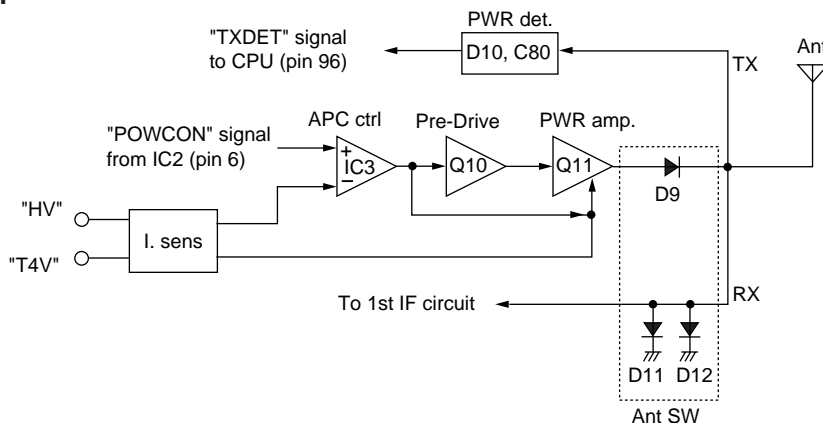 PWR det.
"TXDET" signal
to CPU (pin 96)
D10, C80
TX
Ant
APC ctrl
Pre-Drive
PWR amp.
"POWCON" signal
from IC2 (pin 6)
+
IC3
–
Q10
Q11
D9
"HV"
I. sens
"T4V"
To 1st IF circuit
RX
D11
D12
Ant SW